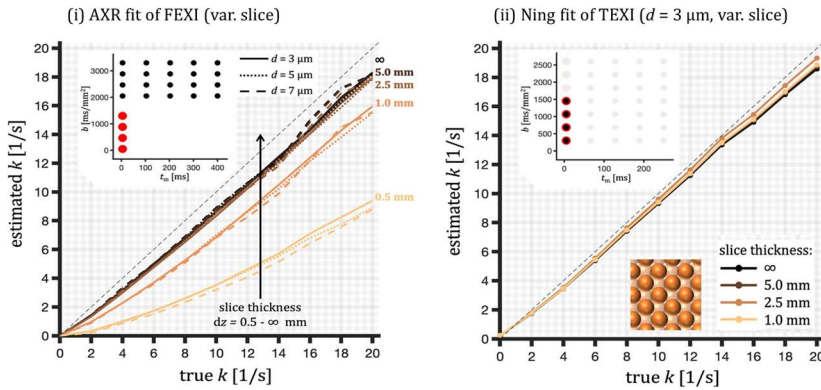 (i) AXR fit of FEXI (var. slice)
estimated k [1/s]
20
18
16
14
12
10
8
6
4
2
0
b [ms/mm²]
3000
2000
1000
0
0 100 200 300 400
tm [ms]
d = 3 µm
d = 5 µm
d = 7 µm
∞
5.0 mm
2.5 mm
1.0 mm
0.5 mm
slice thickness
dz = 0.5 - ∞ mm
0 2 4 6 8 10 12 14 16 18 20
true k [1/s]
(ii) Ning fit of TEXI (d = 3 µm, var. slice)
estimated k [1/s]
20
18
16
14
12
10
8
6
4
2
0
b [ms/mm²]
2500
2000
1500
1000
500
0
0 100 200
tm [ms]
slice thickness:
∞
5.0 mm
2.5 mm
1.0 mm
0 2 4 6 8 10 12 14 16 18 20
true k [1/s]